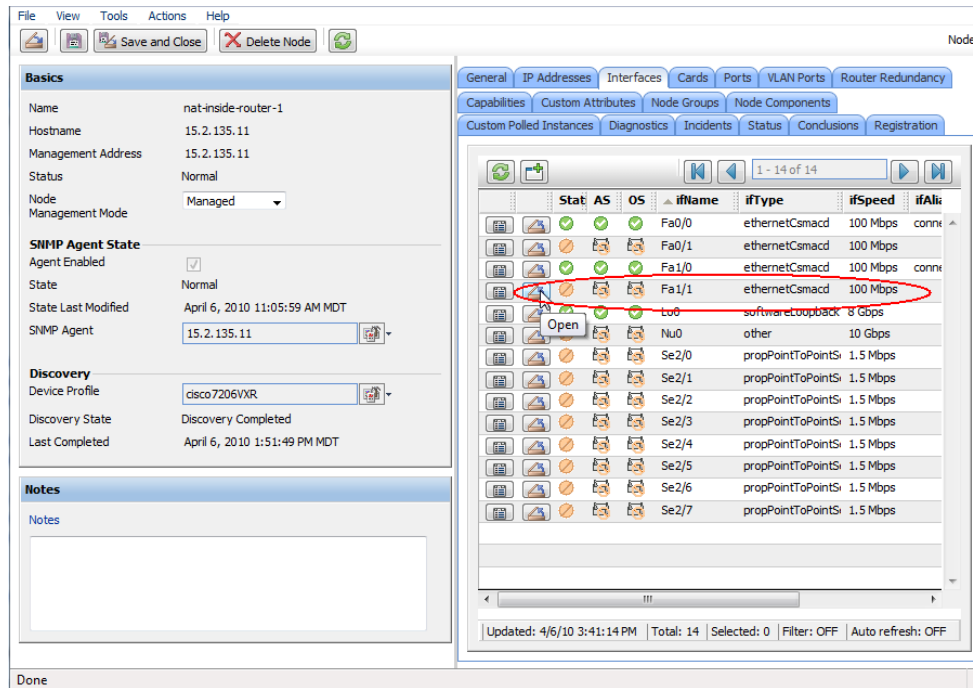 File View Tools Actions Help
Save and Close Delete Node
Node
Basics
Name nat-inside-router-1
Hostname 15.2.135.11
Management Address 15.2.135.11
Status Normal
Node Management Mode Managed
SNMP Agent State
Agent Enabled
State Normal
State Last Modified April 6, 2010 11:05:59 AM MDT
SNMP Agent 15.2.135.11
Discovery
Device Profile cisco7206VXR
Discovery State Discovery Completed
Last Completed April 6, 2010 1:51:49 PM MDT
Notes
Notes
General IP Addresses Interfaces Cards Ports VLAN Ports Router Redundancy
Capabilities Custom Attributes Node Groups Node Components
Custom Polled Instances Diagnostics Incidents Status Conclusions Registration
1 - 14 of 14
Stat AS OS ifName ifType ifSpeed ifAlia
Fa0/0 ethernetCsmacd 100 Mbps conne
Fa0/1 ethernetCsmacd 100 Mbps
Fa1/0 ethernetCsmacd 100 Mbps conne
Fa1/1 ethernetCsmacd 100 Mbps
Open
Lo0 softwareLoopback 8 Gbps
Nu0 other 10 Gbps
Se2/0 propPointToPointS 1.5 Mbps
Se2/1 propPointToPointS 1.5 Mbps
Se2/2 propPointToPointS 1.5 Mbps
Se2/3 propPointToPointS 1.5 Mbps
Se2/4 propPointToPointS 1.5 Mbps
Se2/5 propPointToPointS 1.5 Mbps
Se2/6 propPointToPointS 1.5 Mbps
Se2/7 propPointToPointS 1.5 Mbps
Updated: 4/6/10 3:41:14 PM Total: 14 Selected: 0 Filter: OFF Auto refresh: OFF
Done